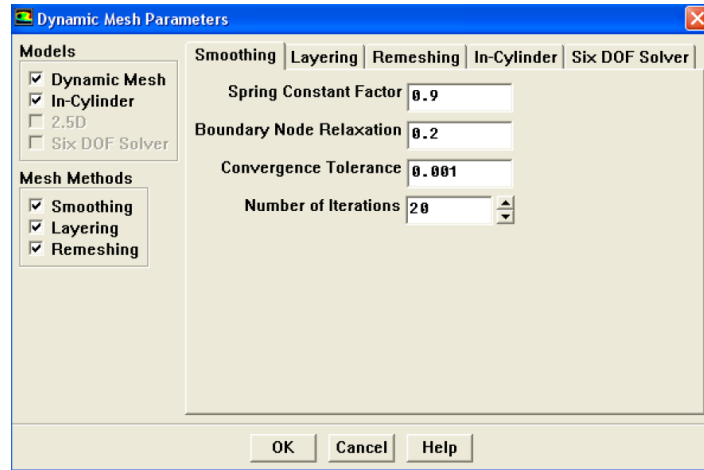 Dynamic Mesh Parameters
Models
Dynamic Mesh
In-Cylinder
2.5D
Six DOF Solver
Mesh Methods
Smoothing
Layering
Remeshing
Smoothing Layering Remeshing In-Cylinder Six DOF Solver
Spring Constant Factor 0.9
Boundary Node Relaxation 0.2
Convergence Tolerance 0.001
Number of Iterations 20
OK Cancel Help